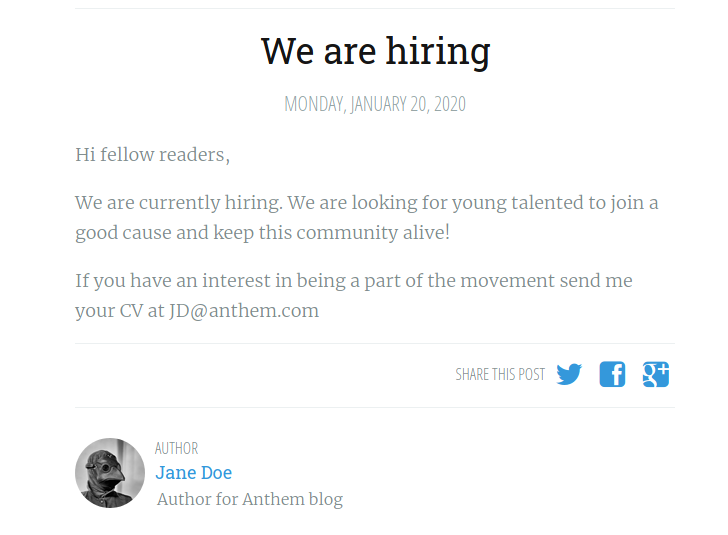 We are hiring
MONDAY, JANUARY 20, 2020
Hi fellow readers,
We are currently hiring. We are looking for young talented to join a
good cause and keep this community alive!
If you have an interest in being a part of the movement send me
your CV at JD@anthem.com
SHARE THIS POST
AUTHOR
Jane Doe
Author for Anthem blog